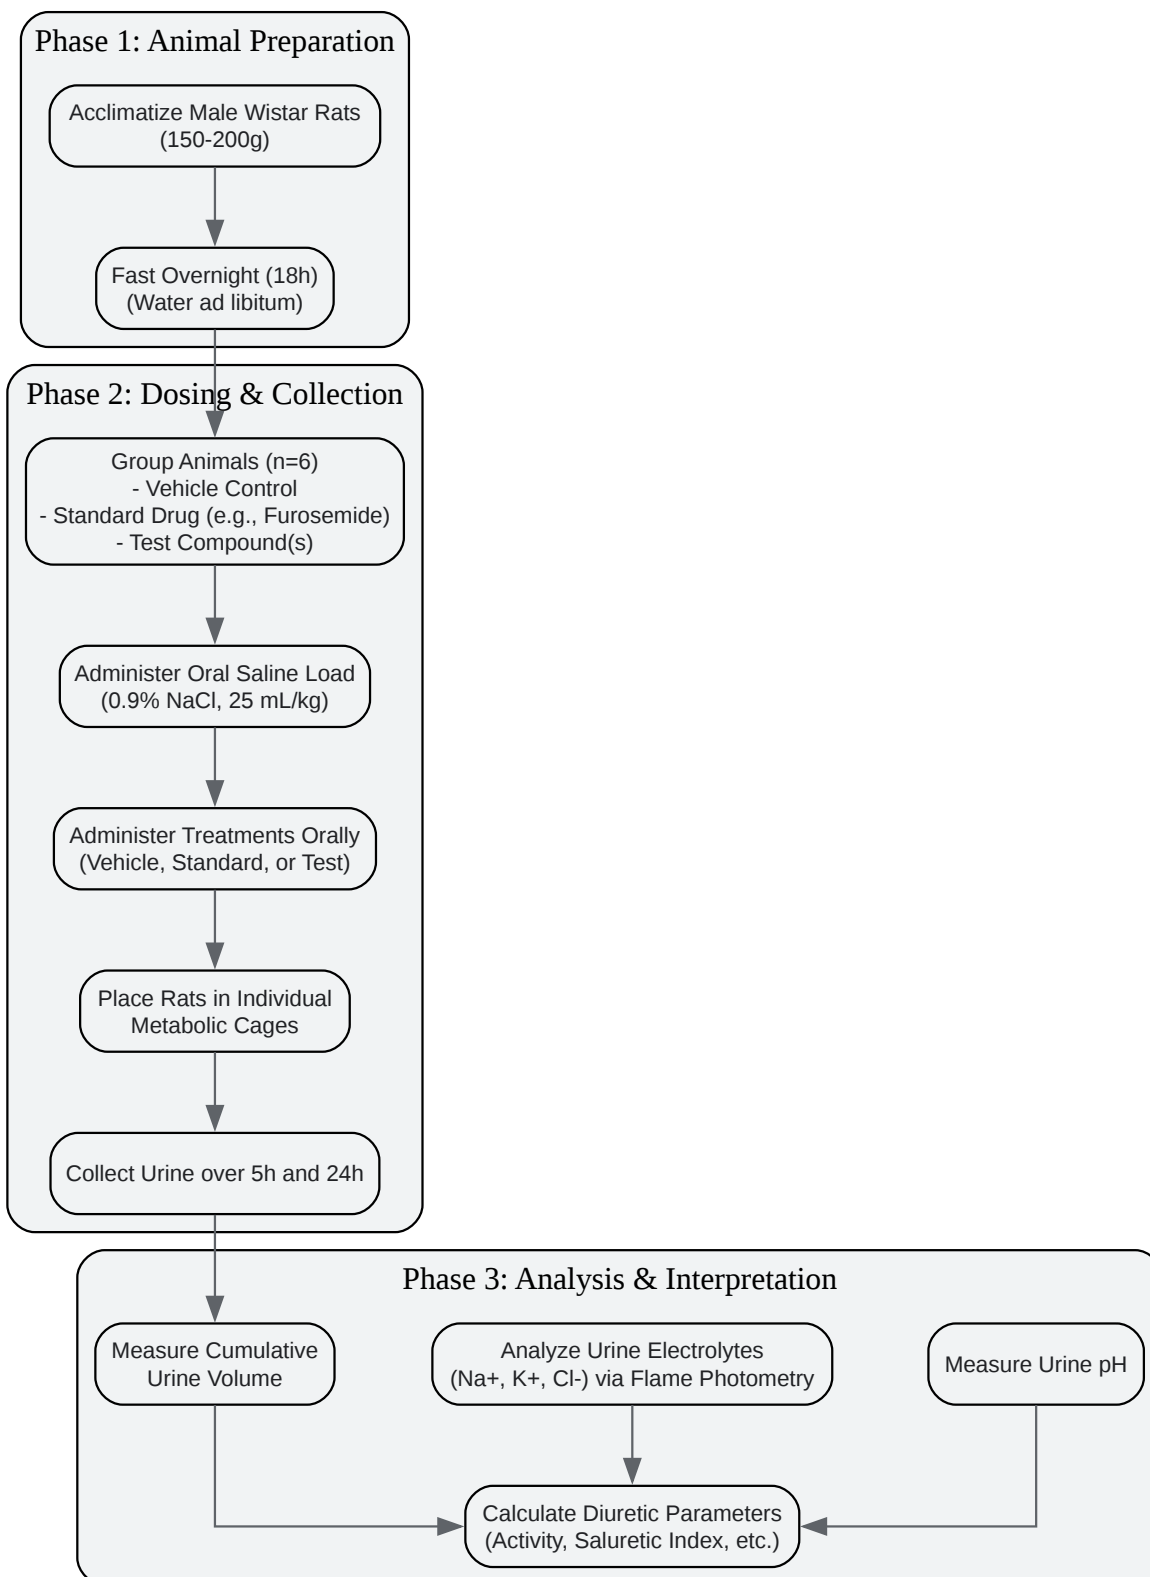 Phase 1: Animal Preparation
Acclimatize Male Wistar Rats
(150-200g)
Fast Overnight (18h)
(Water ad libitum)
Phase 2: Dosing & Collection
Group Animals (n=6)
- Vehicle Control
- Standard Drug (e.g., Furosemide)
- Test Compound(s)
Administer Oral Saline Load
(0.9% NaCl, 25 mL/kg)
Administer Treatments Orally
(Vehicle, Standard, or Test)
Place Rats in Individual
Metabolic Cages
Collect Urine over 5h and 24h
Phase 3: Analysis & Interpretation
Measure Cumulative
Urine Volume
Analyze Urine Electrolytes
(Na+, K+, Cl-) via Flame Photometry
Measure Urine pH
Calculate Diuretic Parameters
(Activity, Saluretic Index, etc.)